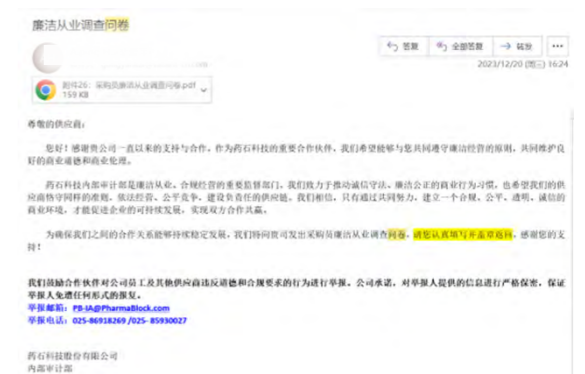 廉洁从业调查问卷
答复 全部答复 转发 ...
2023/12/20 (周三) 16:24
附件26：采购员廉洁从业调查问卷.pdf
159 KB
尊敬的供应商：
您好！感谢贵公司一直以来的支持与合作。作为药石科技的重要合作伙伴，我们希望能够与您共同遵守廉洁经营的原则，共同维护良
好的商业道德和商业伦理。
药石科技内部审计部是廉洁从业、合规经营的重要监督部门，我们致力于推动诚信守法、廉洁公正的商业行为习惯，也希望我们的供
应商恪守同样的准则，依法经营、公平竞争，建设负责任的供应链。我们相信，只有通过共同努力，建立一个合规、公平、透明、诚信的
商业环境，才能促进企业的可持续发展，实现双方合作共赢。
为确保我们之间的合作关系能够持续稳定发展，我们特向贵司发出采购员廉洁从业调查问卷，请您认真填写并盖章返回。感谢您的支
持！
我们鼓励合作伙伴对公司员工及其他供应商违反道德和合规要求的行为进行举报。公司承诺，对举报人提供的信息进行严格保密，保证
举报人免遭任何形式的报复。
举报邮箱：PB-IA@PharmaBlock.com
举报电话：025-86918269 /025- 85930027
药石科技股份有限公司
内部审计部